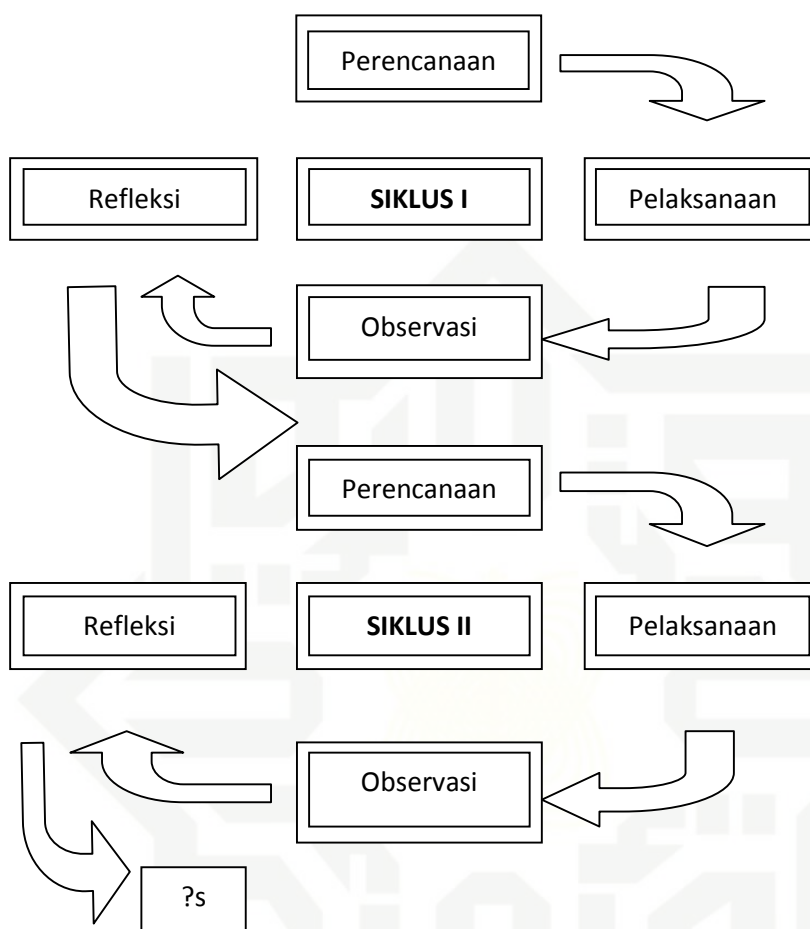 Perencanaan
Refleksi
SIKLUS I
Pelaksanaan
Observasi
Perencanaan
Refleksi
SIKLUS II
Pelaksanaan
Observasi
?s